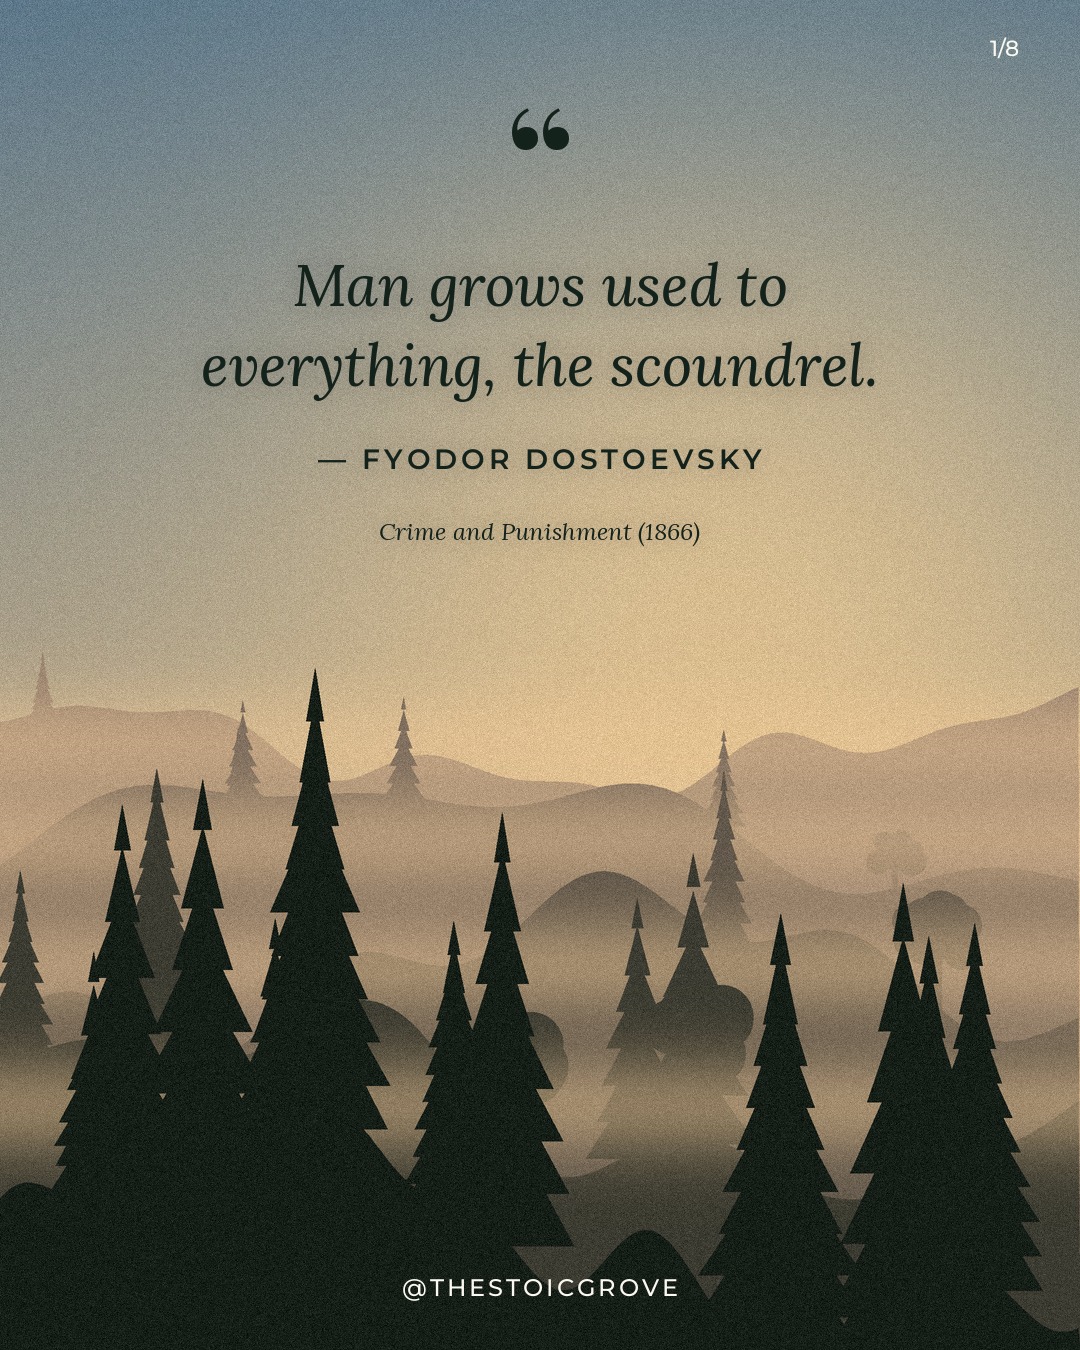 1/8
“
Man grows used to
everything, the scoundrel.
— FYODOR DOSTOEVSKY
Crime and Punishment (1866)
@THESTOICGROVE